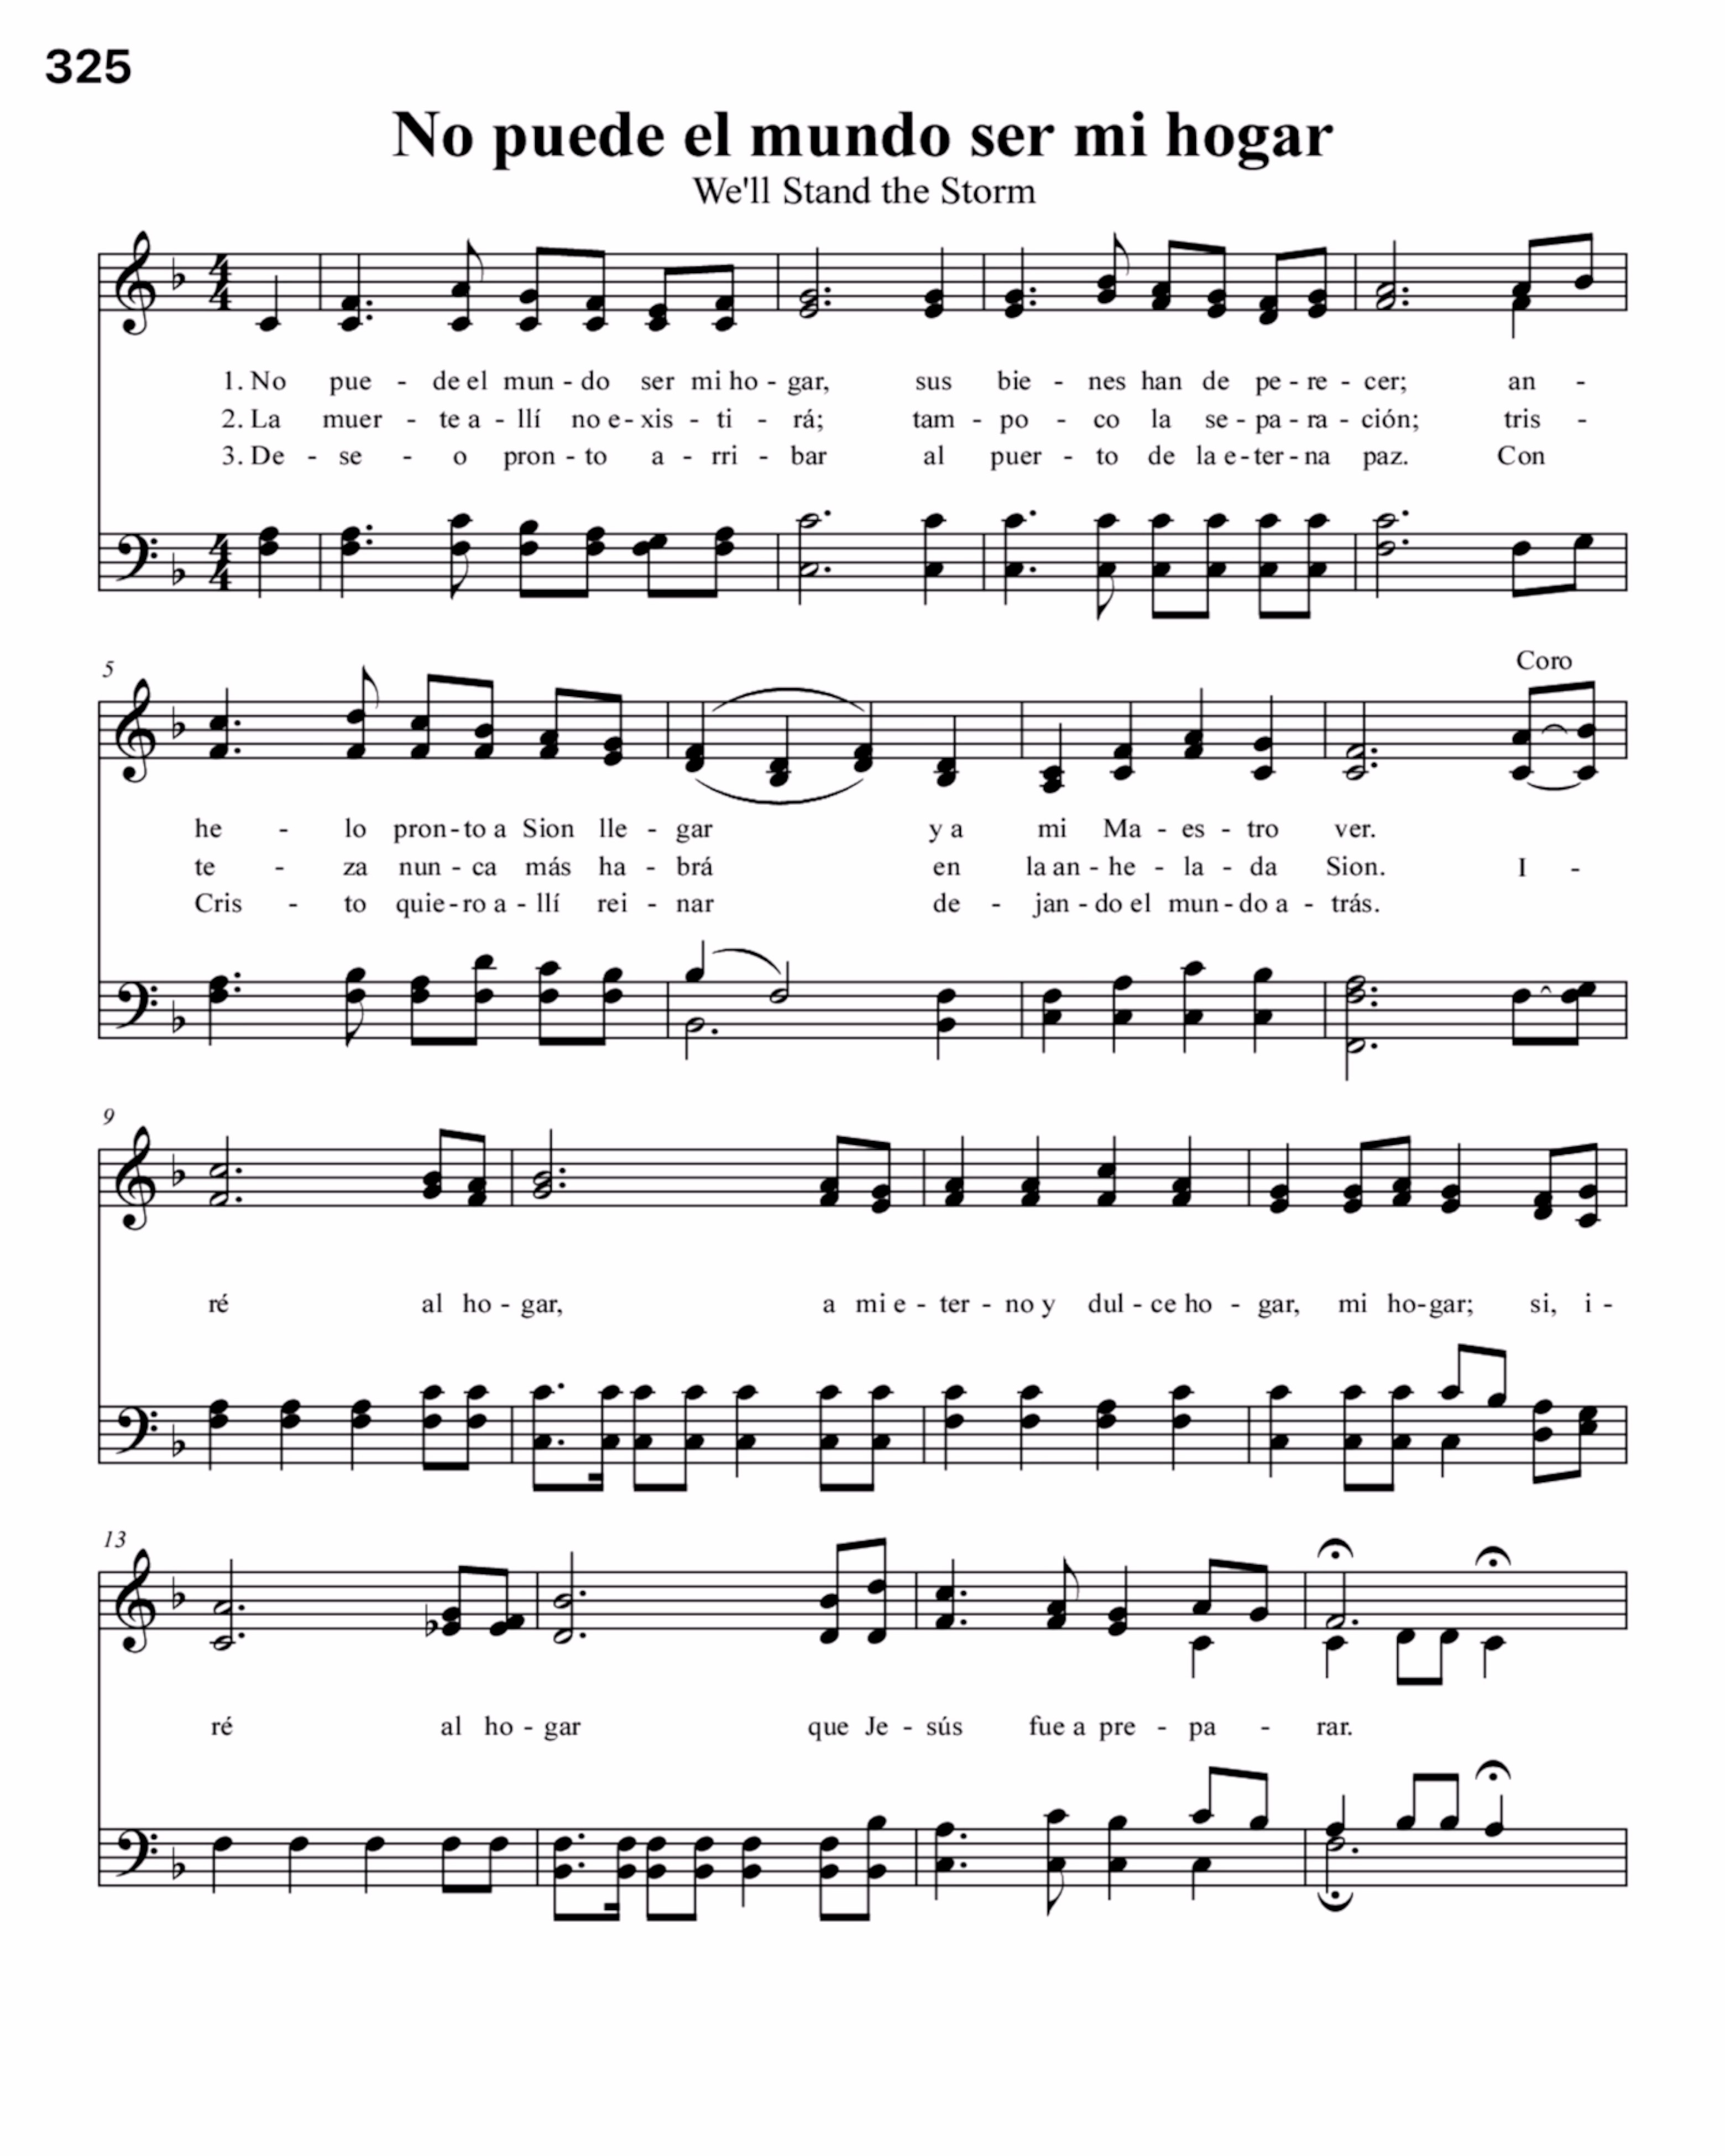 325
No puede el mundo ser mi hogar
We'll Stand the Storm
1. No pue - de el mun - do ser mi ho - gar, sus bie - nes han de pe - re - cer; an -
2. La muer - te a - llí no e - xis - ti - rá; tam - po - co la se - pa - ra - ción; tris -
3. De - se - o pron - to a - rri - bar al puer - to de la e - ter - na paz. Con
5
Coro
he - lo pron - to a Sion lle - gar y a mi Ma - es - tro ver.
te - za nun - ca más ha - brá en la an - he - la - da Sion. I -
Cris - to quie - ro a - llí rei - nar de - jan - do el mun - do a - trás.
9
ré al ho - gar, a mi e - ter - no y dul - ce ho - gar, mi ho - gar; si, i -
13
ré al ho - gar que Je - sús fue a pre - pa - rar.